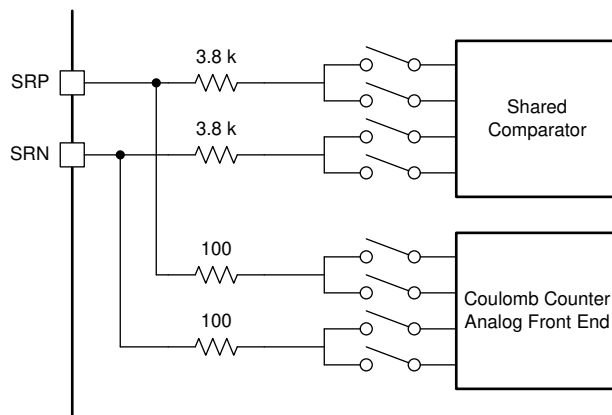 3.8 k
SRP
Shared
Comparator
3.8 k
SRN
100
Coulomb Counter
Analog Front End
100